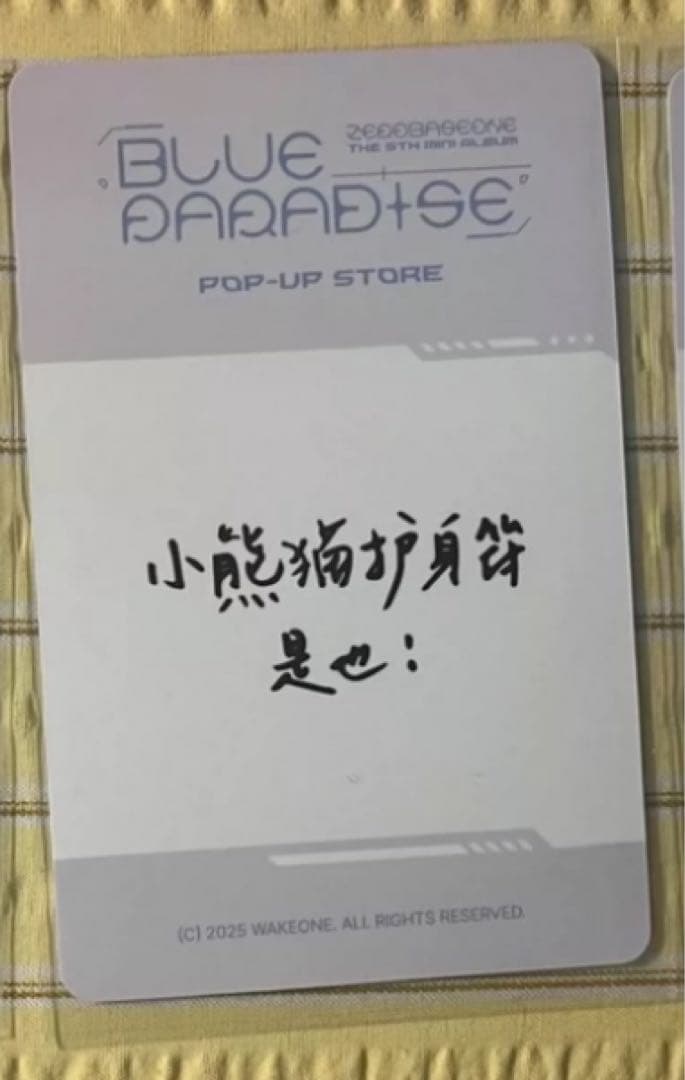 BLUE
PARADISE
ZEROBASEONE
THE 5TH MINI ALBUM
POP-UP STORE
小熊猫护身符
是也！
(C) 2025 WAKEONE. ALL RIGHTS RESERVED.